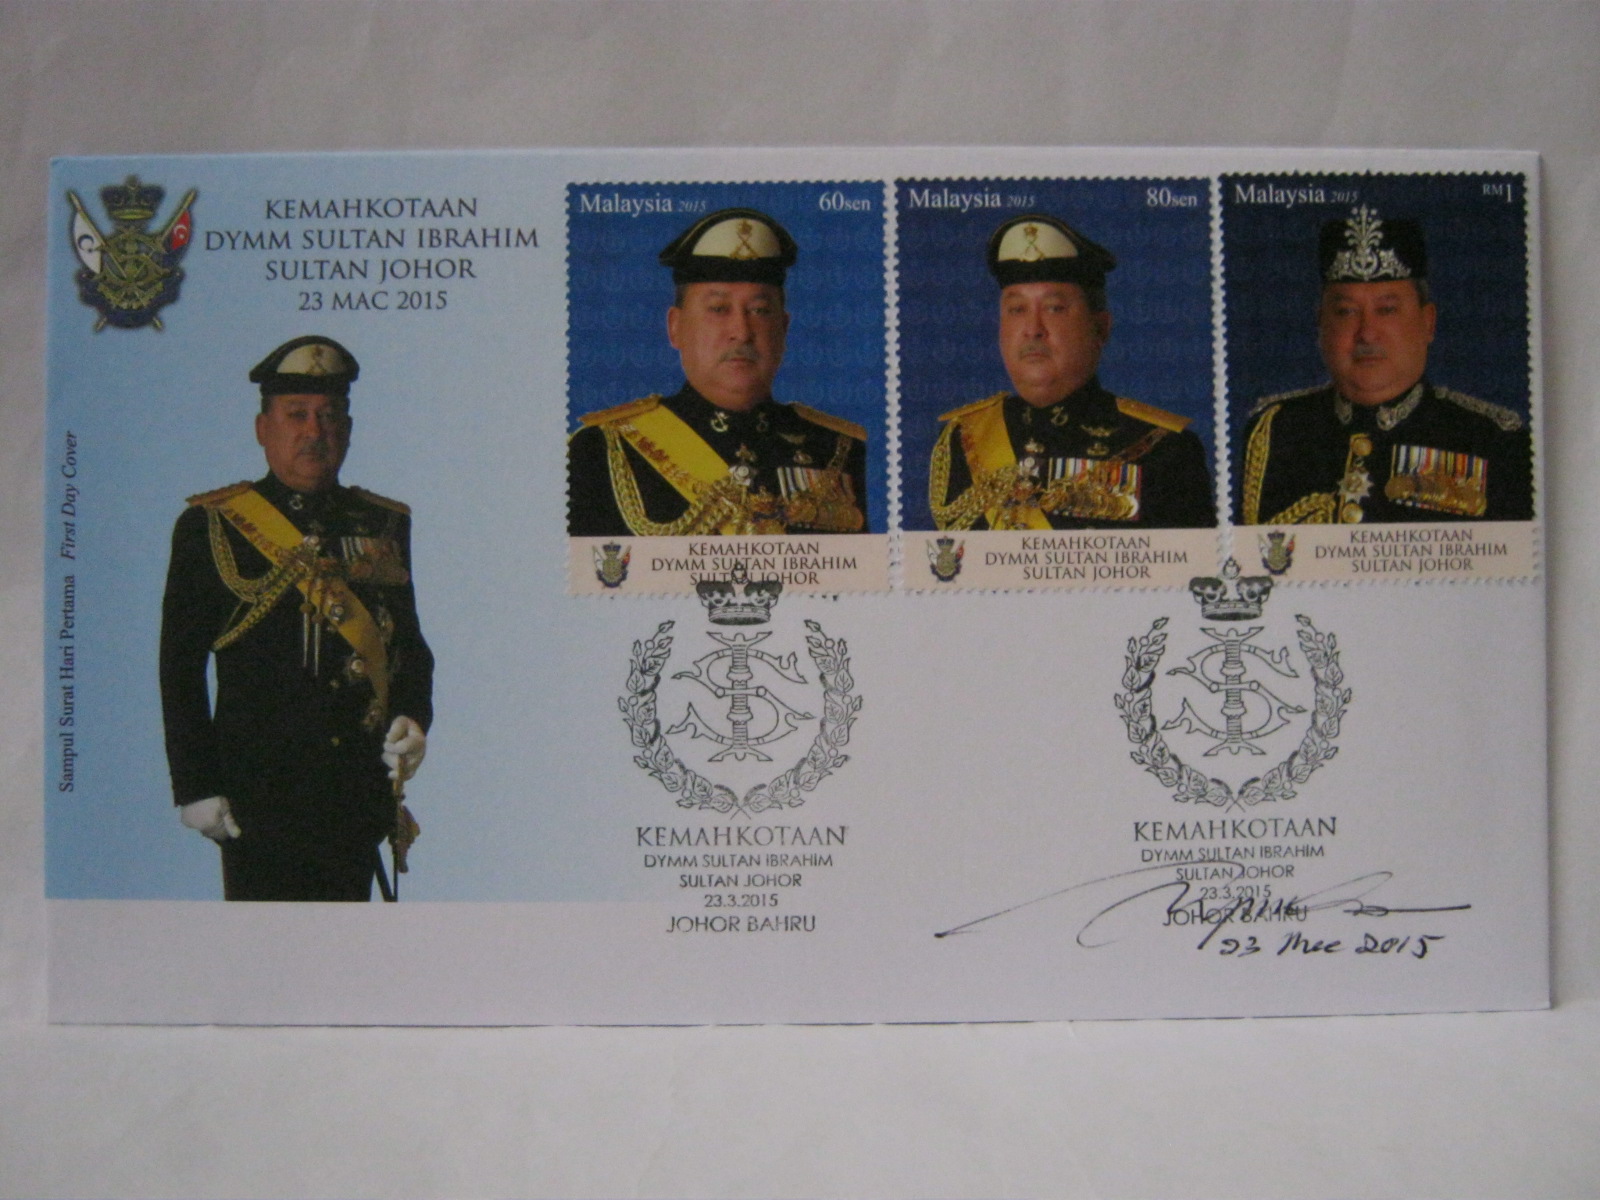 KEMAHKOTAAN
DYMM SULTAN IBRAHIM
SULTAN JOHOR
23 MAC 2015
Sampul Surat Hari Pertama First Day Cover
Malaysia 2015 60sen
KEMAHKOTAAN
DYMM SULTAN IBRAHIM
SULTAN JOHOR
Malaysia 2015 80sen
KEMAHKOTAAN
DYMM SULTAN IBRAHIM
SULTAN JOHOR
Malaysia 2015 RM1
KEMAHKOTAAN
DYMM SULTAN IBRAHIM
SULTAN JOHOR
KEMAHKOTAAN
DYMM SULTAN IBRAHIM
SULTAN JOHOR
23.3.2015
JOHOR BAHRU
KEMAHKOTAAN
DYMM SULTAN IBRAHIM
SULTAN JOHOR
23.3.2015
JOHOR BAHRU
23 Mac 2015